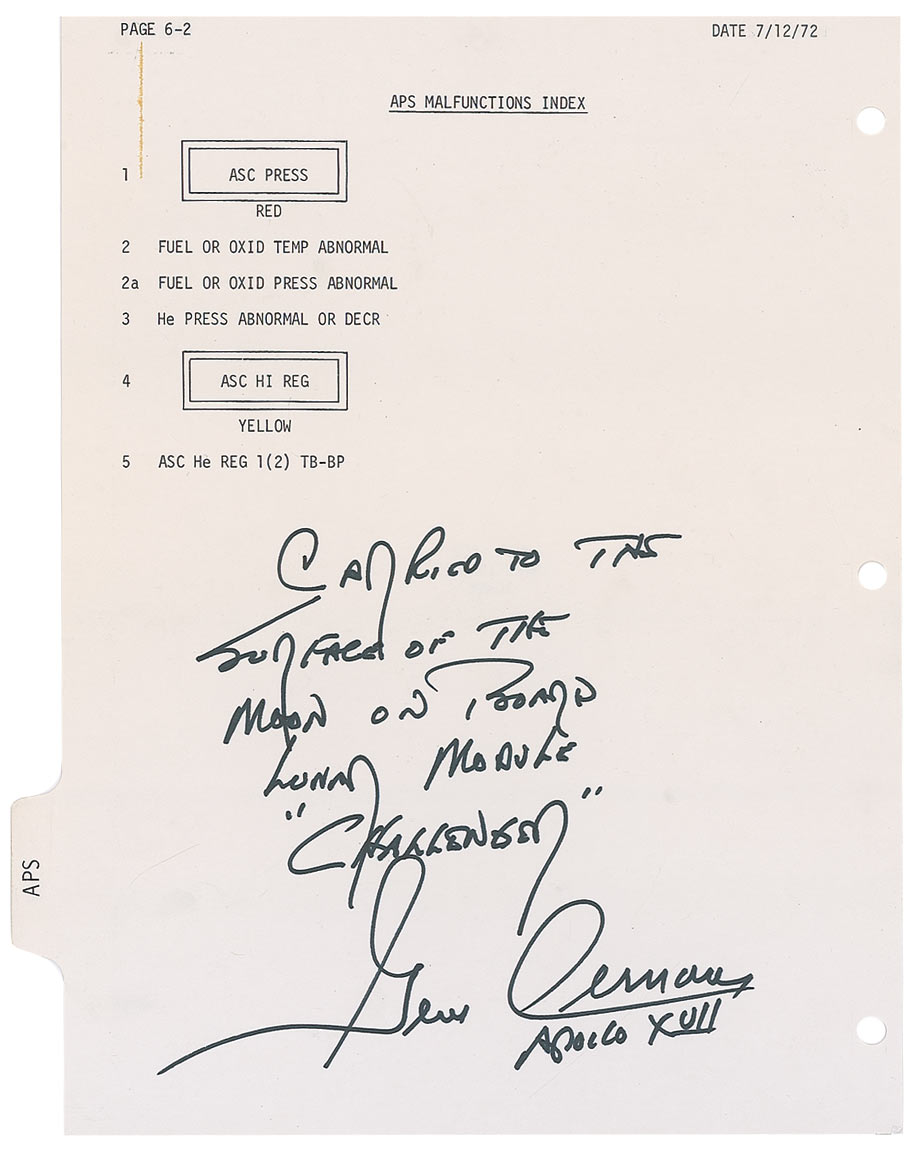 PAGE 6-2
DATE 7/12/72
APS MALFUNCTIONS INDEX
1 ASC PRESS
RED
2 FUEL OR OXID TEMP ABNORMAL
2a FUEL OR OXID PRESS ABNORMAL
3 He PRESS ABNORMAL OR DECR
4 ASC HI REG
YELLOW
5 ASC He REG 1(2) TB-BP
CARRIED TO THE
SURFACE OF THE
MOON ON BOARD
LUNAR MODULE
"CHALLENGER"
Gene Cernan
APOLLO XVII
APS